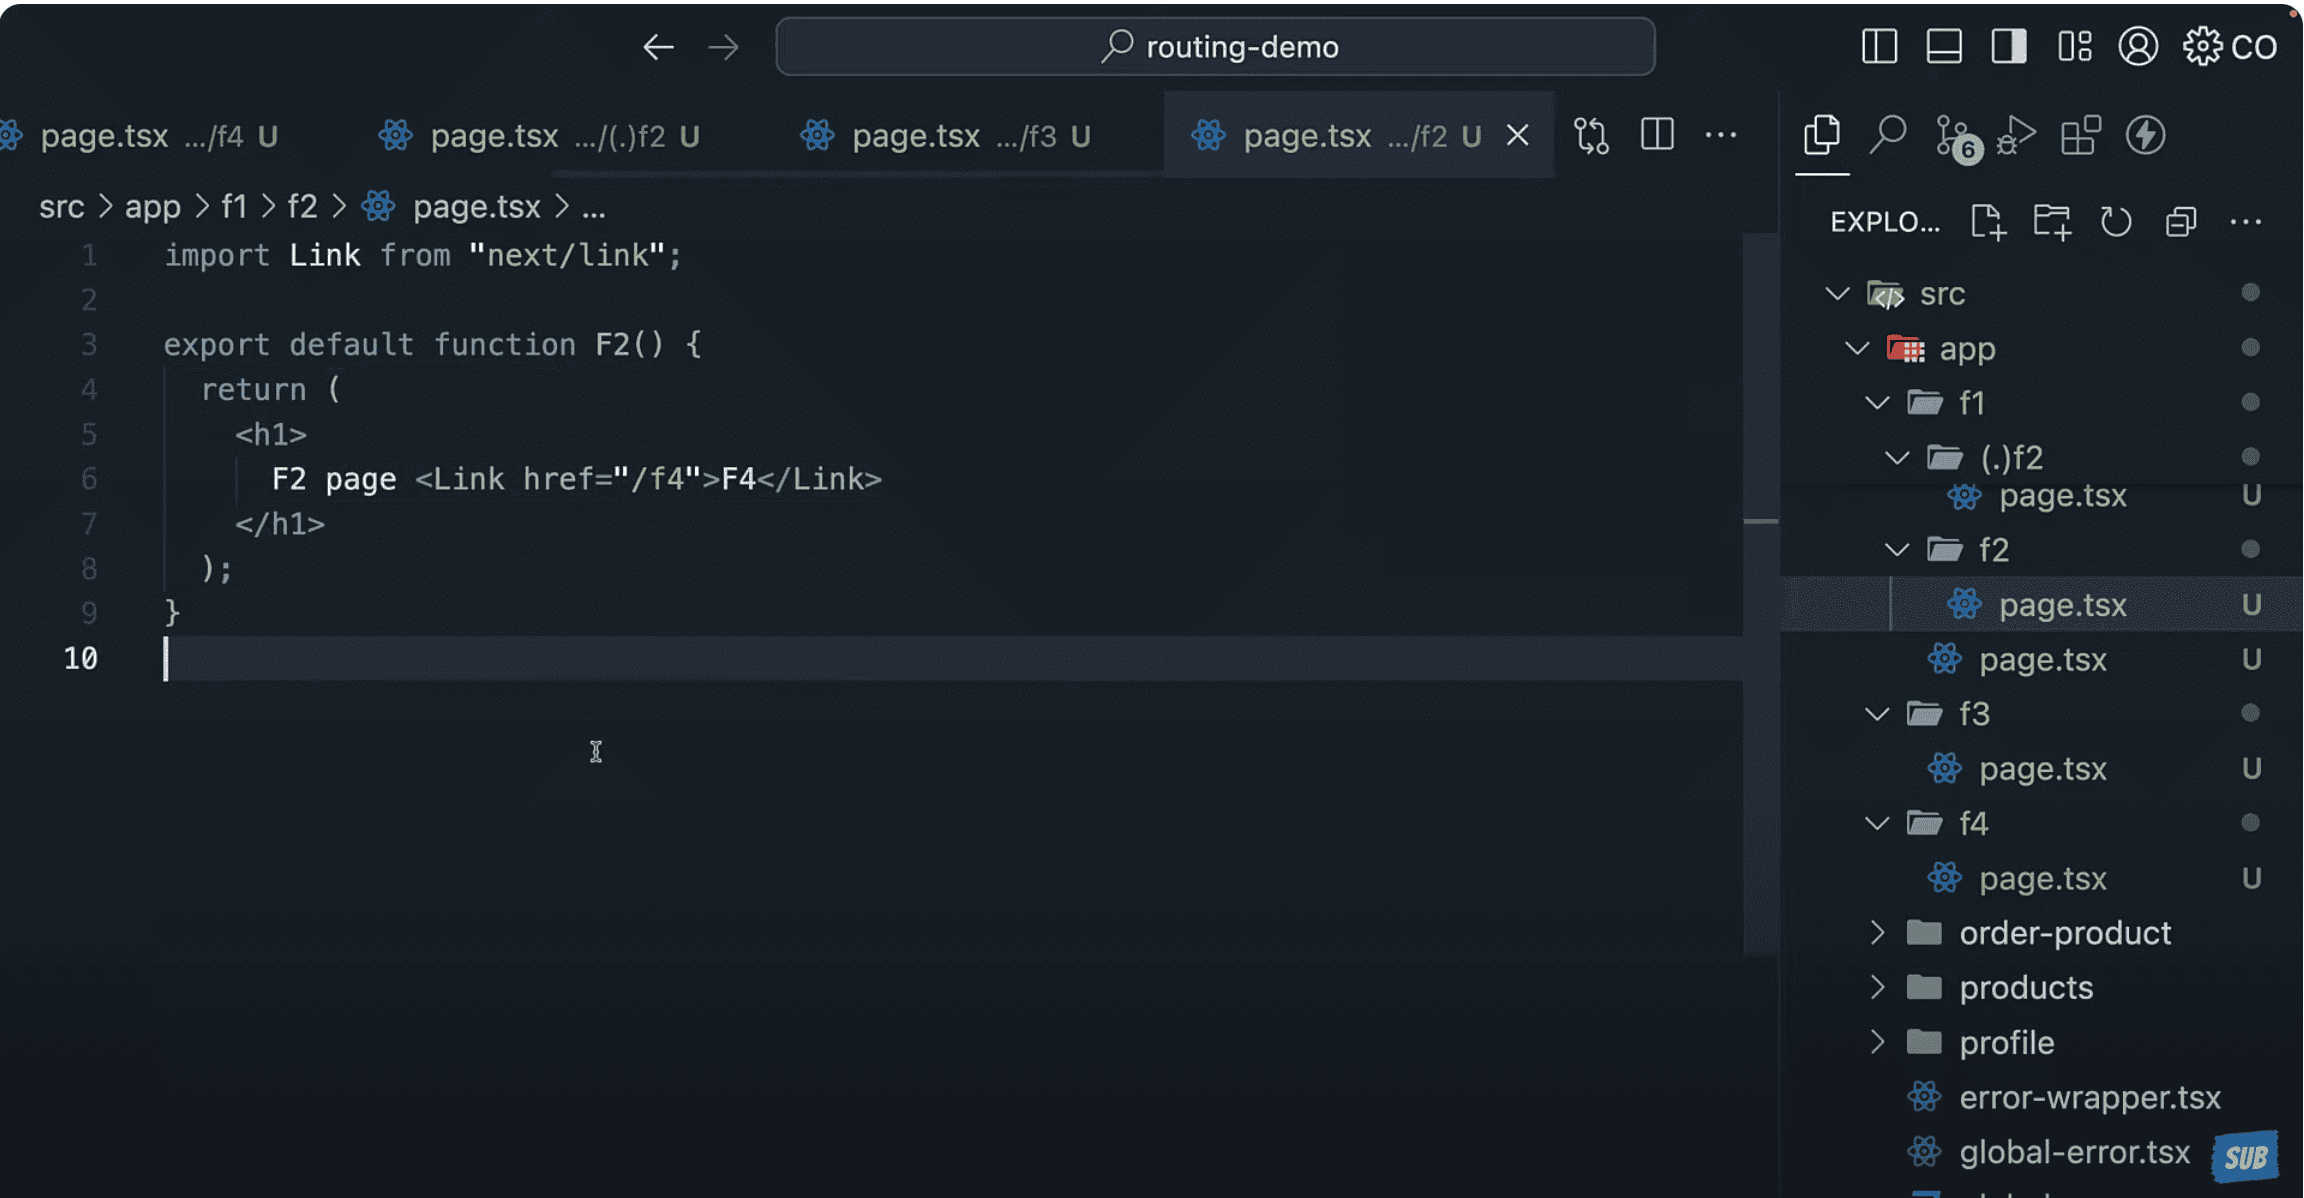 routing-demo
CO
page.tsx .../f4 U
page.tsx .../(.)f2 U
page.tsx .../f3 U
page.tsx .../f2 U
6
src > app > f1 > f2 > page.tsx > ...
1 import Link from "next/link";
2
3 export default function F2() {
4 return (
5 <h1>
6 F2 page <Link href="/f4">F4</Link>
7 </h1>
8 );
9 }
10
EXPLO...
src
app
f1
(.)f2
page.tsx U
f2
page.tsx U
page.tsx U
f3
page.tsx U
f4
page.tsx U
order-product
products
profile
error-wrapper.tsx
global-error.tsx
SUB